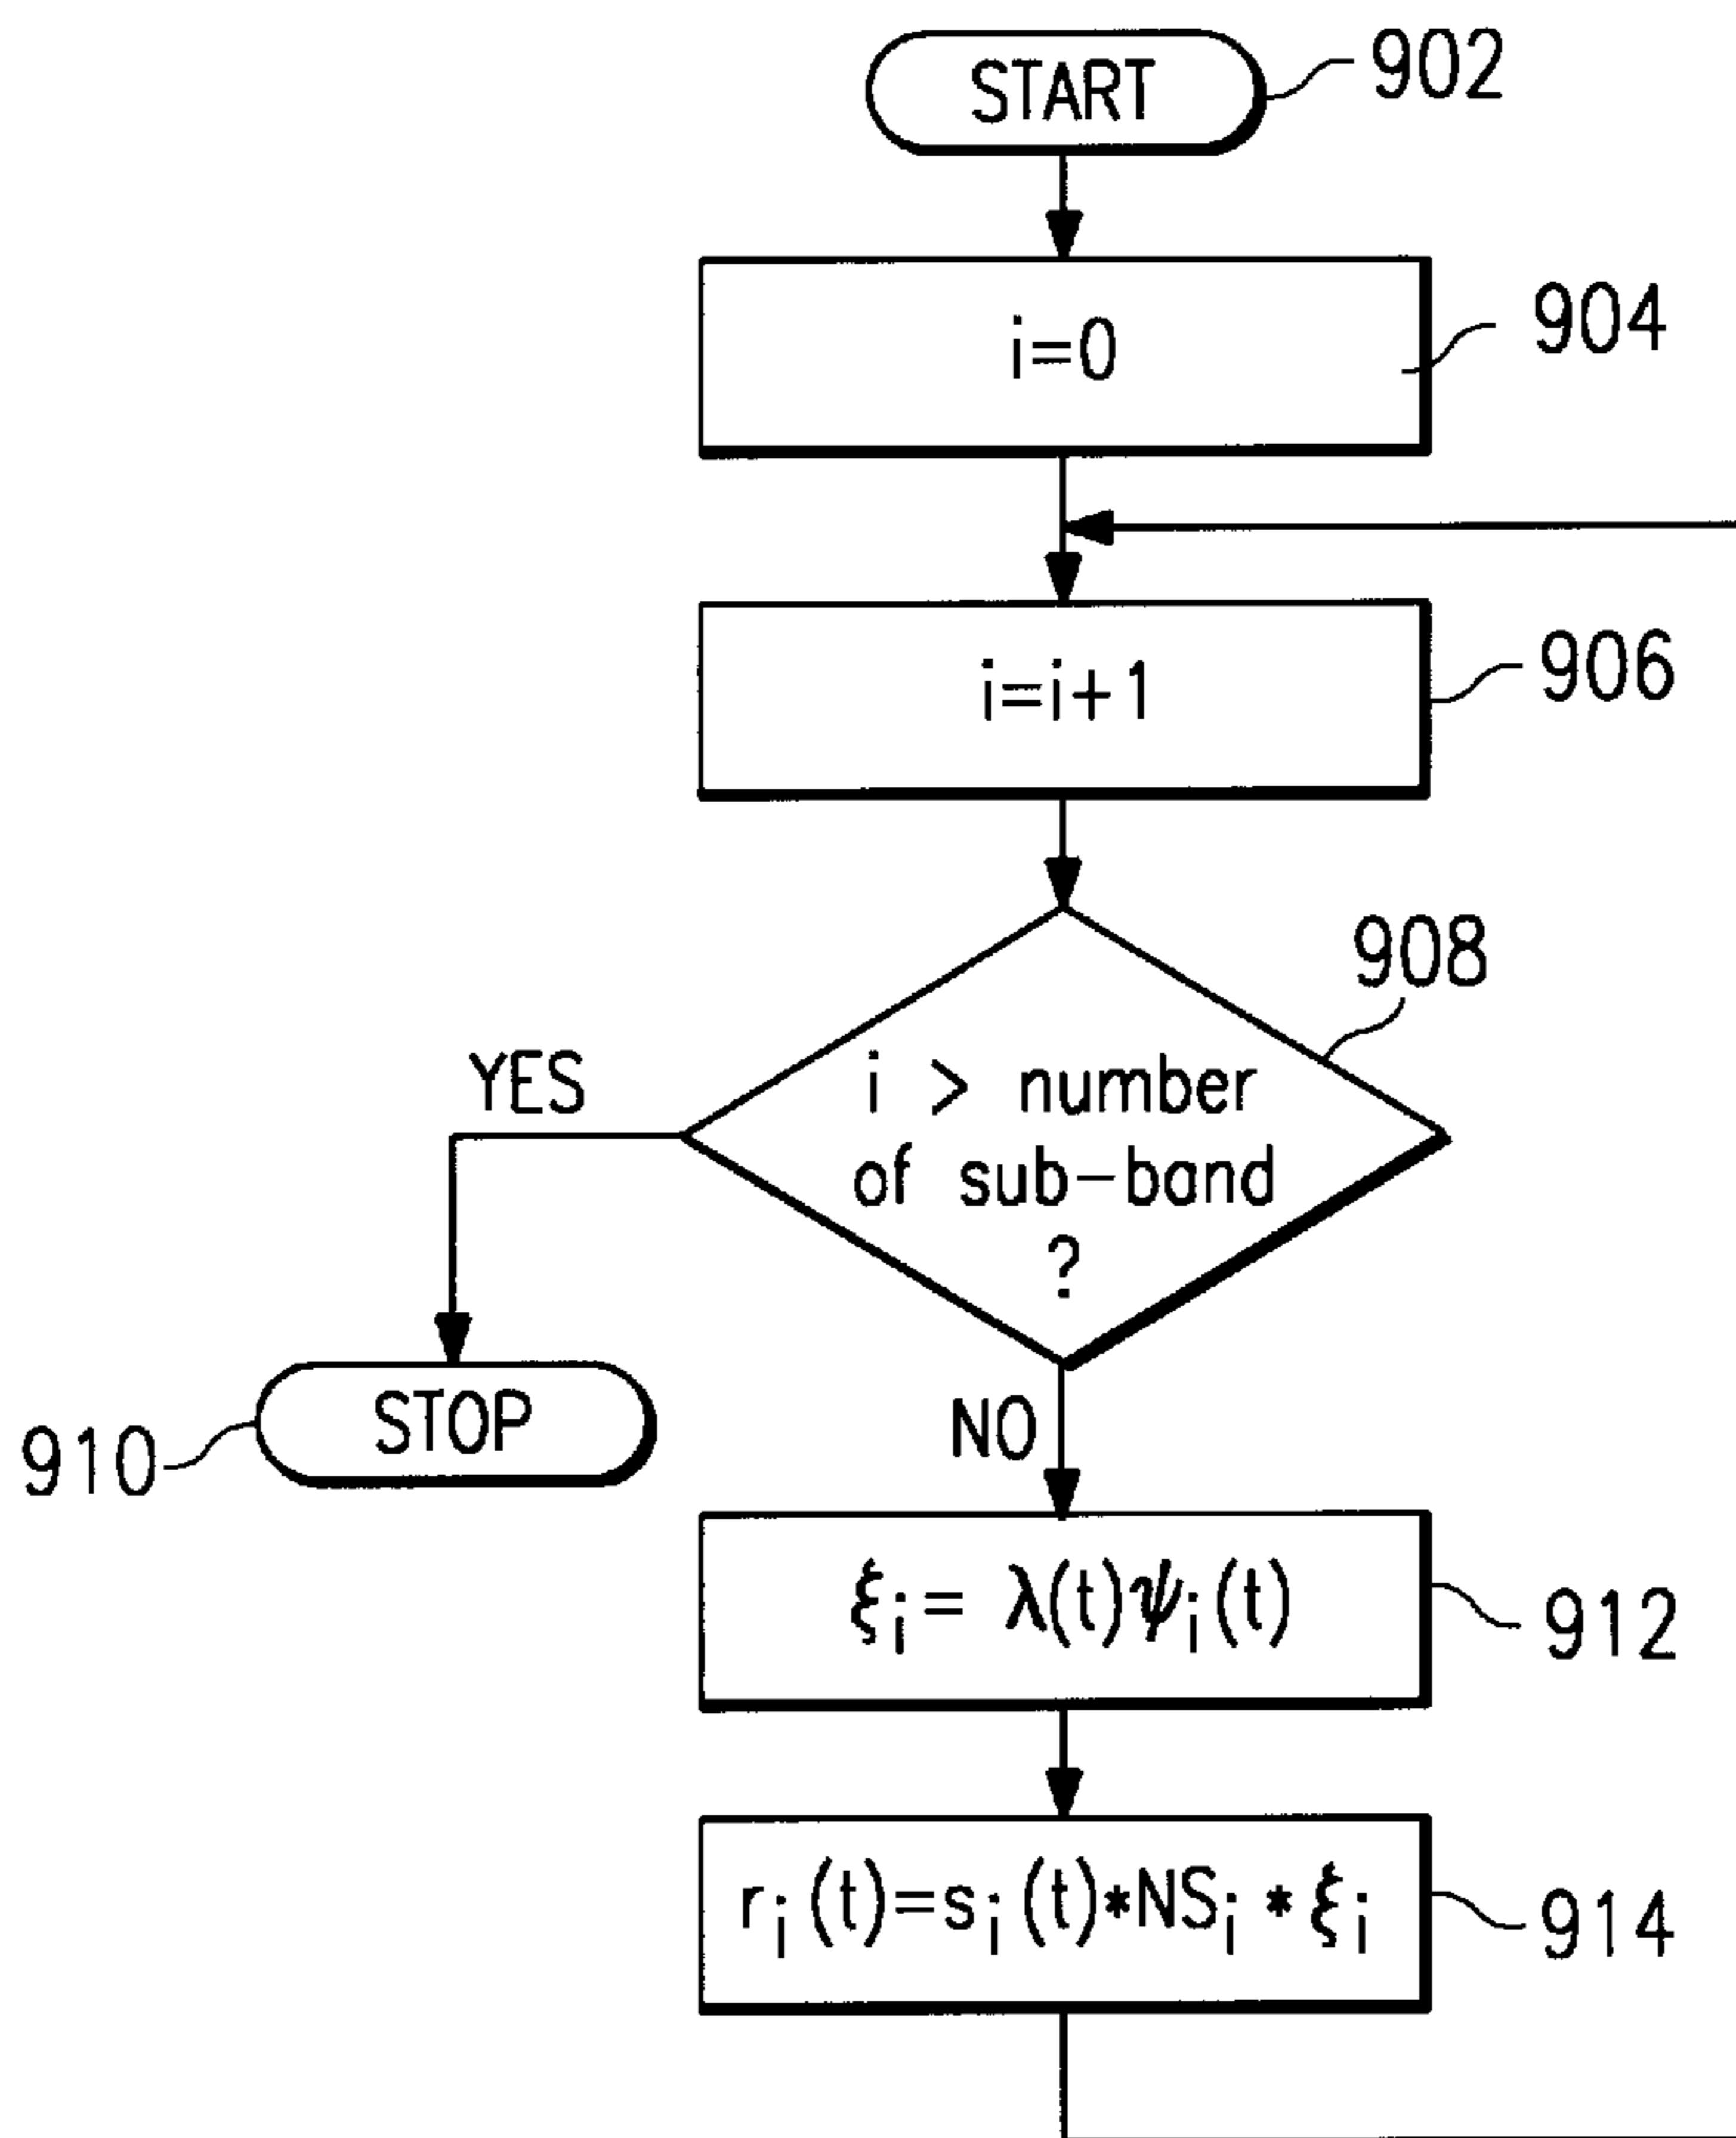 START
902
i=0
904
i=i+1
906
908
i > number
of sub-band
?
YES
STOP
910
NO
ξi= λ(t)ψi(t)
912
ri(t)=si(t)*NSi*ξi
914